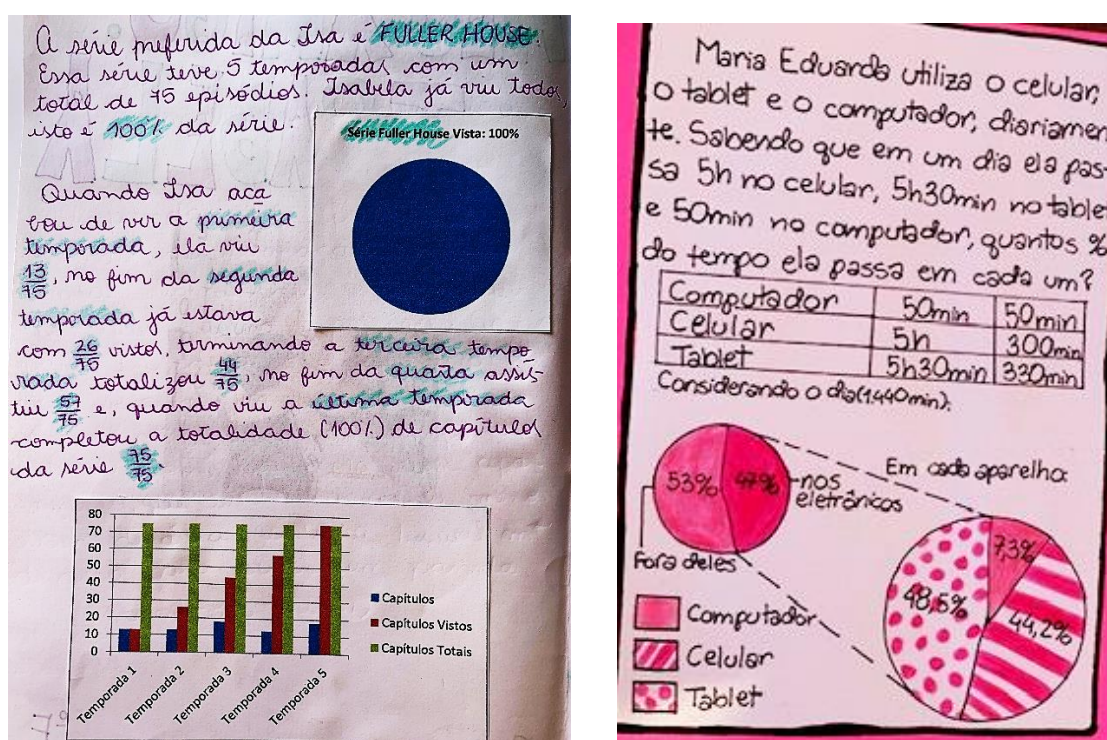 A série preferida da Isa é FULLER HOUSE.
Essa série teve 5 temporadas com um
total de 75 episódios. Isabela já viu todos,
isto é 100% da série.
Série Fuller House Vista: 100%
Quando Isa aca
bou de ver a primeira
temporada, ela viu
13/75, no fim da segunda
temporada já estava
com 26/75 vistos, terminando a terceira tempo
rada totalizou 44/75, no fim da quarta assis-
tiu 57/75 e, quando viu a última temporada
completou a totalidade (100%) de capítulos
da série 75/75.
80
70
60
50
40
30
20
10
0
Temporada 1
Temporada 2
Temporada 3
Temporada 4
Temporada 5
Capítulos
Capítulos Vistos
Capítulos Totais
Maria Eduarda utiliza o celular,
o tablet e o computador, diariamen
te. Sabendo que em um dia ela pas-
sa 5h no celular, 5h30min no table
e 50min no computador, quantos %
do tempo ela passa em cada um?
Computador 50min 50min
Celular 5h 300min
Tablet 5h30min 330min
Considerando o dia(1.440min):
53% 47%
nos
eletrônicos
Fora deles
Em cada aparelho:
7,3%
48,5%
44,2%
Computador
Celular
Tablet